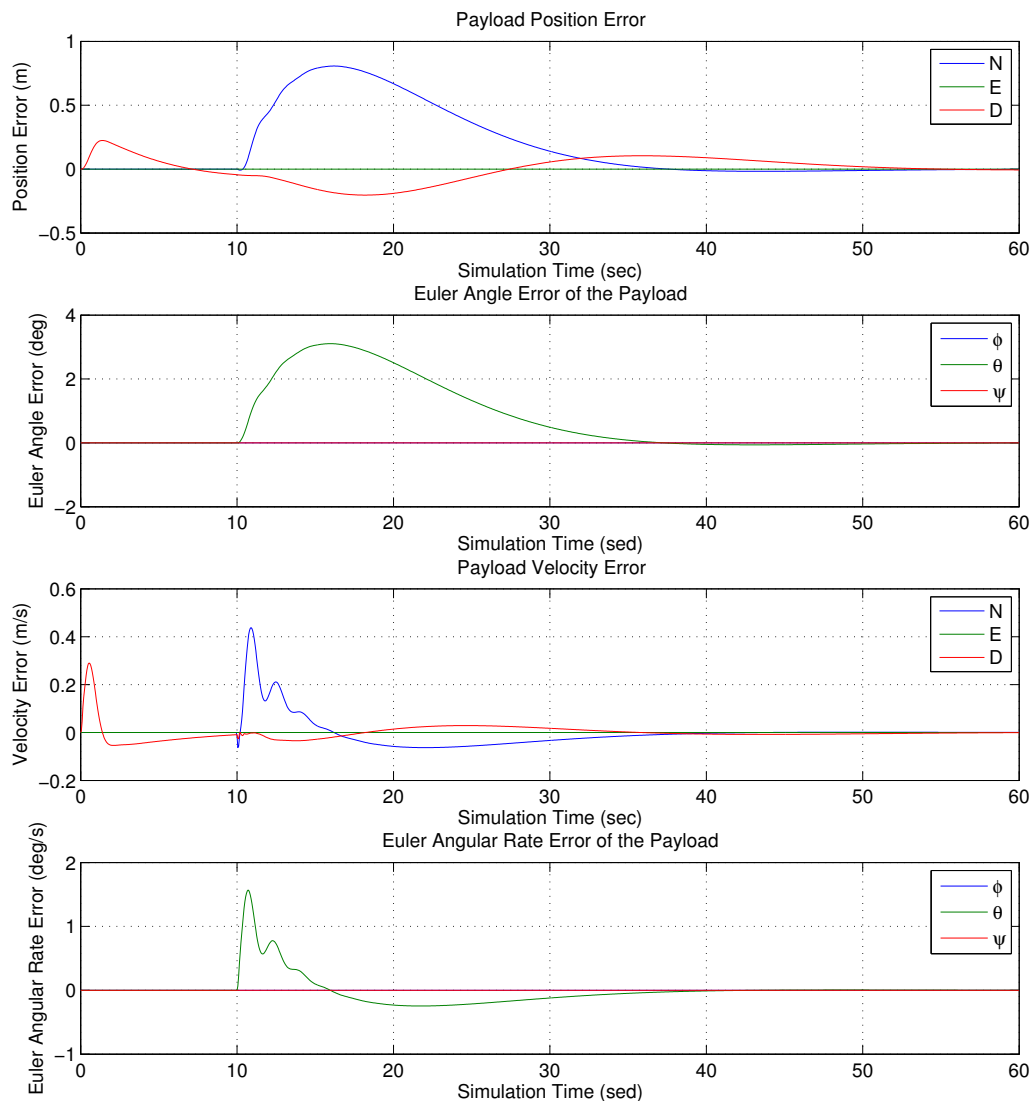 Payload Position Error
Position Error (m)
1
0.5
0
−0.5
N
E
D
0 10 20 30 40 50 60
Simulation Time (sec)
Euler Angle Error of the Payload
Euler Angle Error (deg)
4
2
0
−2
ϕ
θ
ψ
0 10 20 30 40 50 60
Simulation Time (sed)
Payload Velocity Error
Velocity Error (m/s)
0.6
0.4
0.2
0
−0.2
N
E
D
0 10 20 30 40 50 60
Simulation Time (sec)
Euler Angular Rate Error of the Payload
Euler Angular Rate Error (deg/s)
2
1
0
−1
ϕ
θ
ψ
0 10 20 30 40 50 60
Simulation Time (sed)